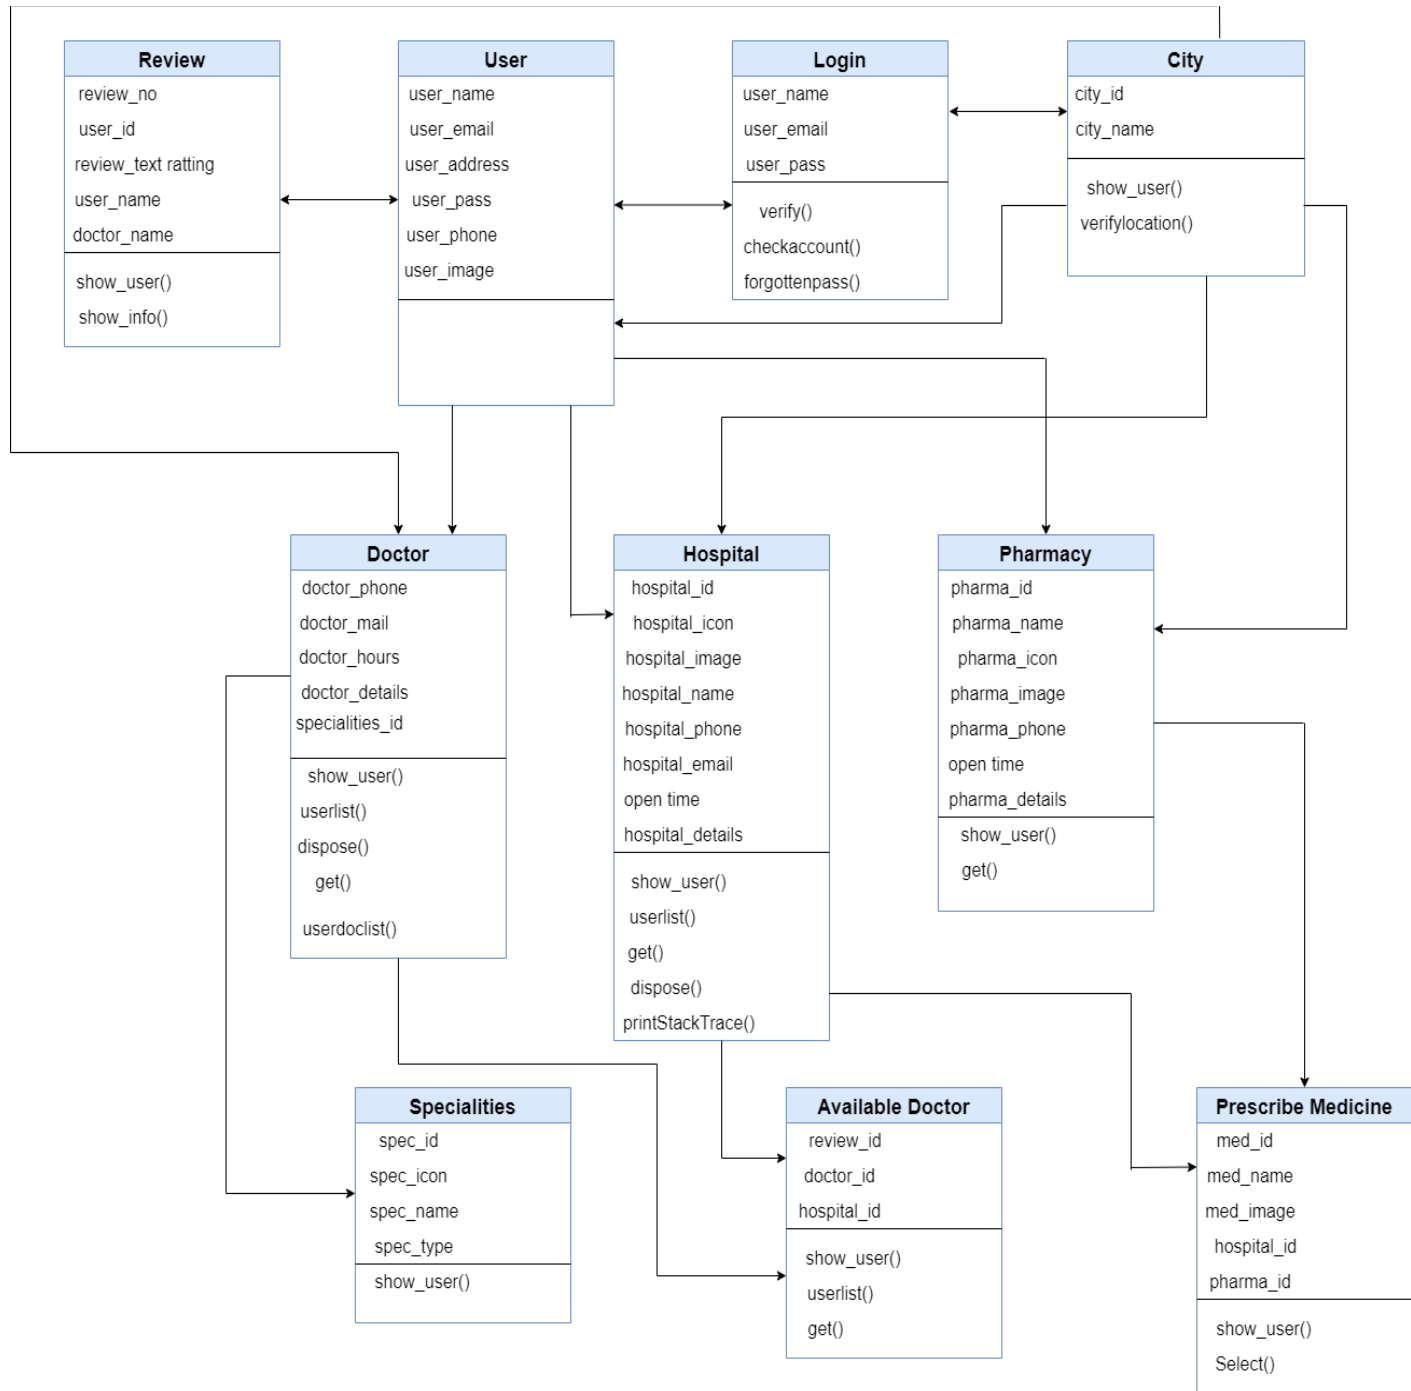 Review
review_no
user_id
review_text ratting
user_name
doctor_name
show_user()
show_info()
User
user_name
user_email
user_address
user_pass
user_phone
user_image
Login
user_name
user_email
user_pass
verify()
checkaccount()
forgottenpass()
City
city_id
city_name
show_user()
verifylocation()
Doctor
doctor_phone
doctor_mail
doctor_hours
doctor_details
specialities_id
show_user()
userlist()
dispose()
get()
userdoclist()
Hospital
hospital_id
hospital_icon
hospital_image
hospital_name
hospital_phone
hospital_email
open time
hospital_details
show_user()
userlist()
get()
dispose()
printStackTrace()
Pharmacy
pharma_id
pharma_name
pharma_icon
pharma_image
pharma_phone
open time
pharma_details
show_user()
get()
Specialities
spec_id
spec_icon
spec_name
spec_type
show_user()
Available Doctor
review_id
doctor_id
hospital_id
show_user()
userlist()
get()
Prescribe Medicine
med_id
med_name
med_image
hospital_id
pharma_id
show_user()
Select()